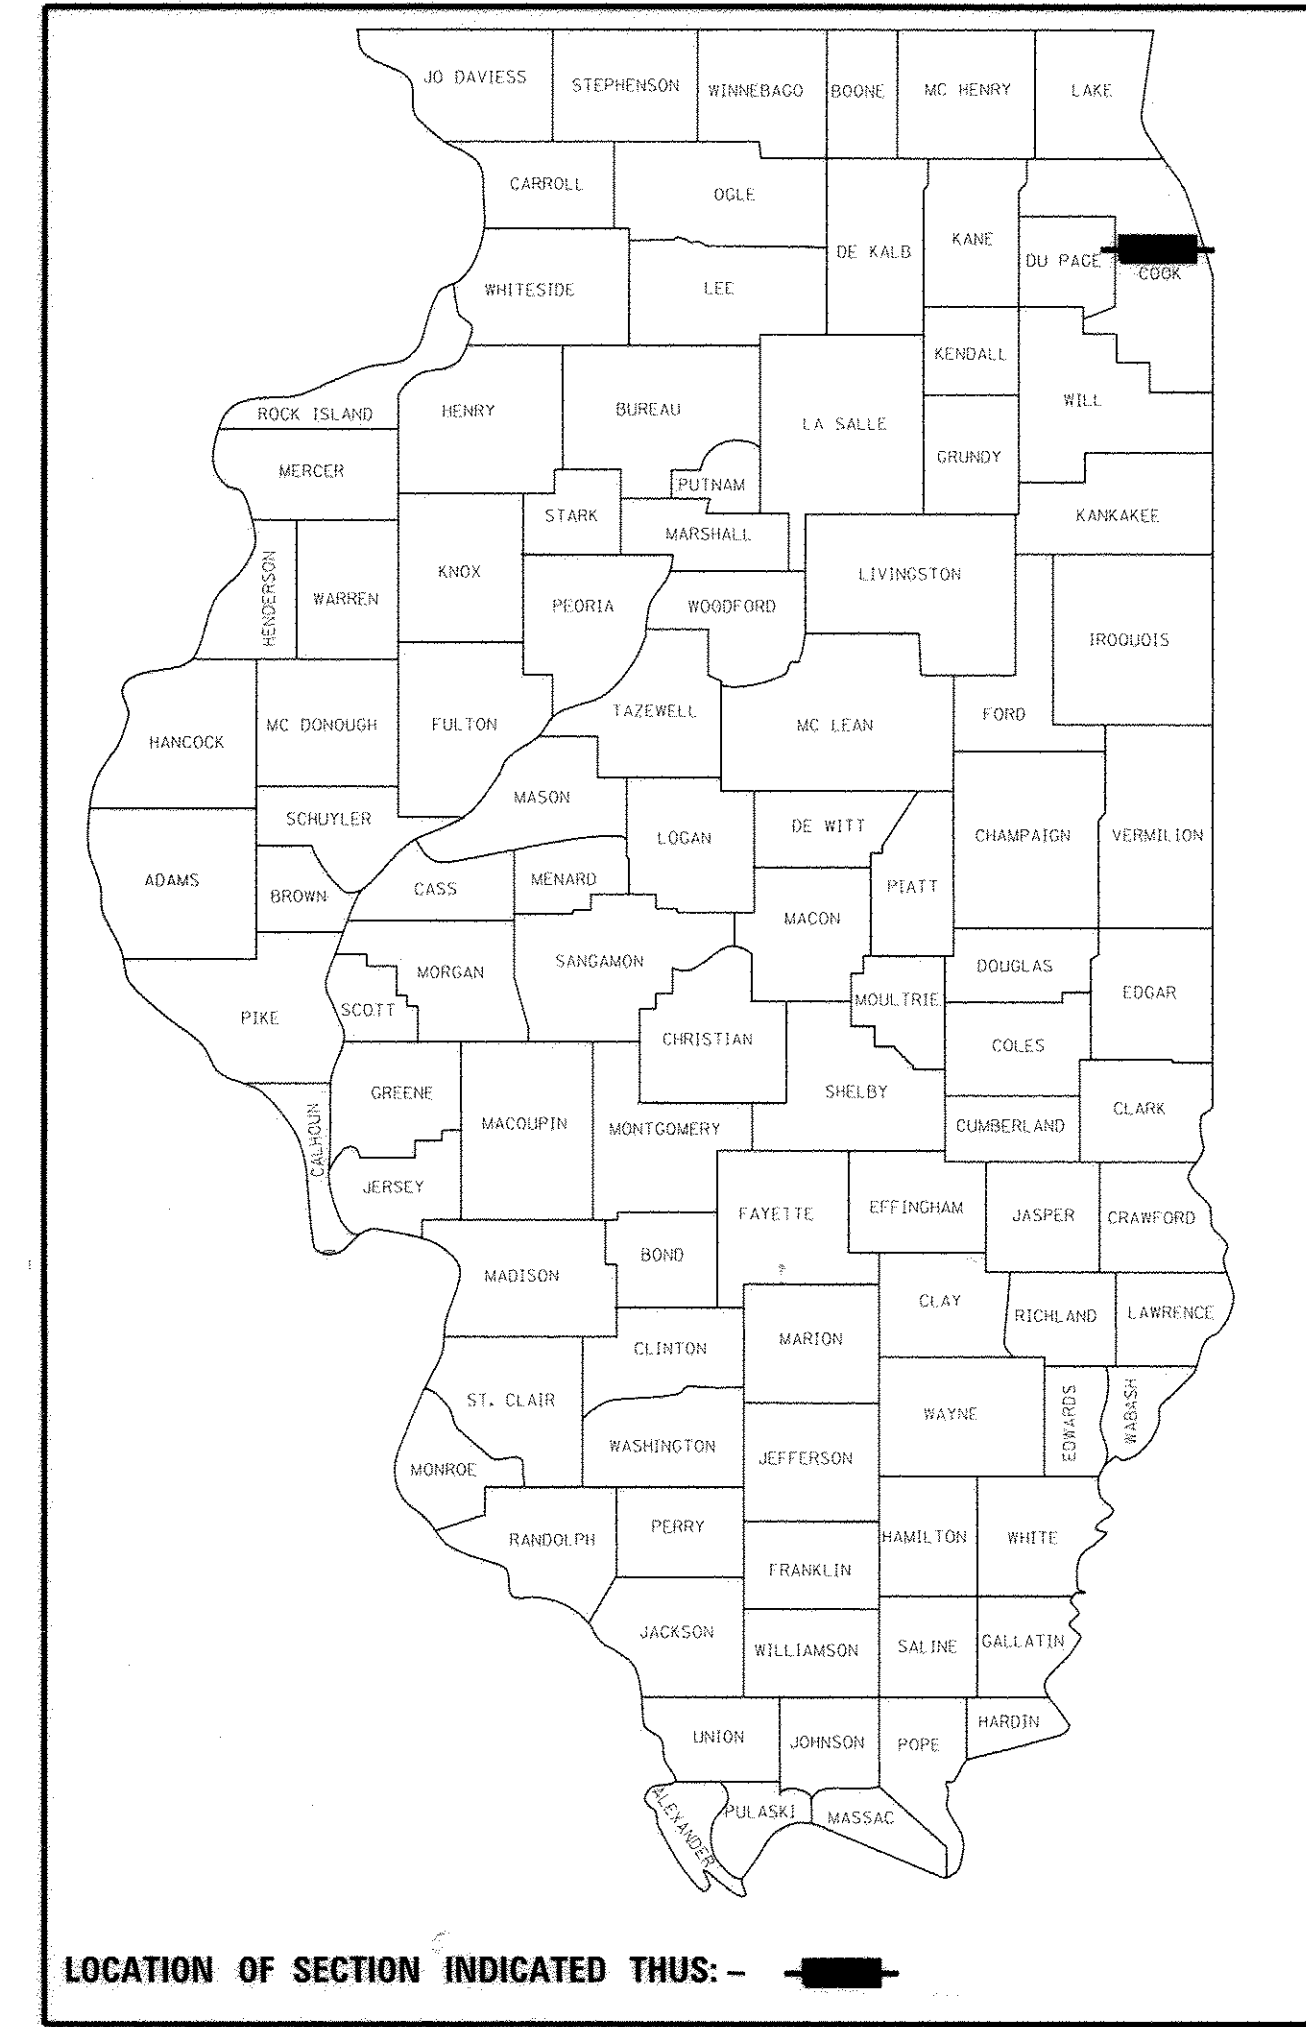 JO DAVIESS
STEPHENSON
WINNEBAGO
BOONE
MC HENRY
LAKE
CARROLL
OGLE
DE KALB
KANE
DU PAGE
COOK
WHITESIDE
LEE
KENDALL
ROCK ISLAND
HENRY
BUREAU
LA SALLE
WILL
GRUNDY
MERCER
PUTNAM
STARK
MARSHALL
KANKAKEE
HENDERSON
WARREN
KNOX
PEORIA
WOODFORD
LIVINGSTON
IROQUOIS
HANCOCK
MC DONOUGH
FULTON
TAZEWELL
MC LEAN
FORD
SCHUYLER
MASON
LOGAN
DE WITT
CHAMPAIGN
VERMILION
ADAMS
BROWN
CASS
MENARD
MACON
PIATT
PIKE
SCOTT
MORGAN
SANGAMON
CHRISTIAN
MOULTRIE
DOUGLAS
EDGAR
COLES
CALHOUN
GREENE
MACOUPIN
MONTGOMERY
SHELBY
CUMBERLAND
CLARK
JERSEY
FAYETTE
EFFINGHAM
JASPER
CRAWFORD
MADISON
BOND
CLAY
RICHLAND
LAWRENCE
CLINTON
MARION
ST. CLAIR
WAYNE
EDWARDS
WABASH
MONROE
WASHINGTON
JEFFERSON
RANDOLPH
PERRY
HAMILTON
WHITE
FRANKLIN
JACKSON
WILLIAMSON
SALINE
GALLATIN
UNION
JOHNSON
POPE
HARDIN
ALEXANDER
PULASKI
MASSAC
LOCATION OF SECTION INDICATED THUS: –